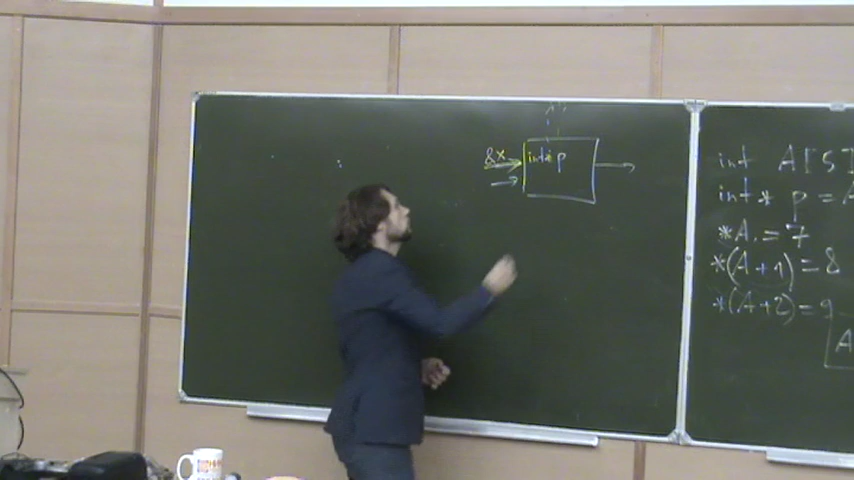 &x int* p
int A[5]
int* p = A
*A = 7
*(A+1) = 8
*(A+2) = 9
A